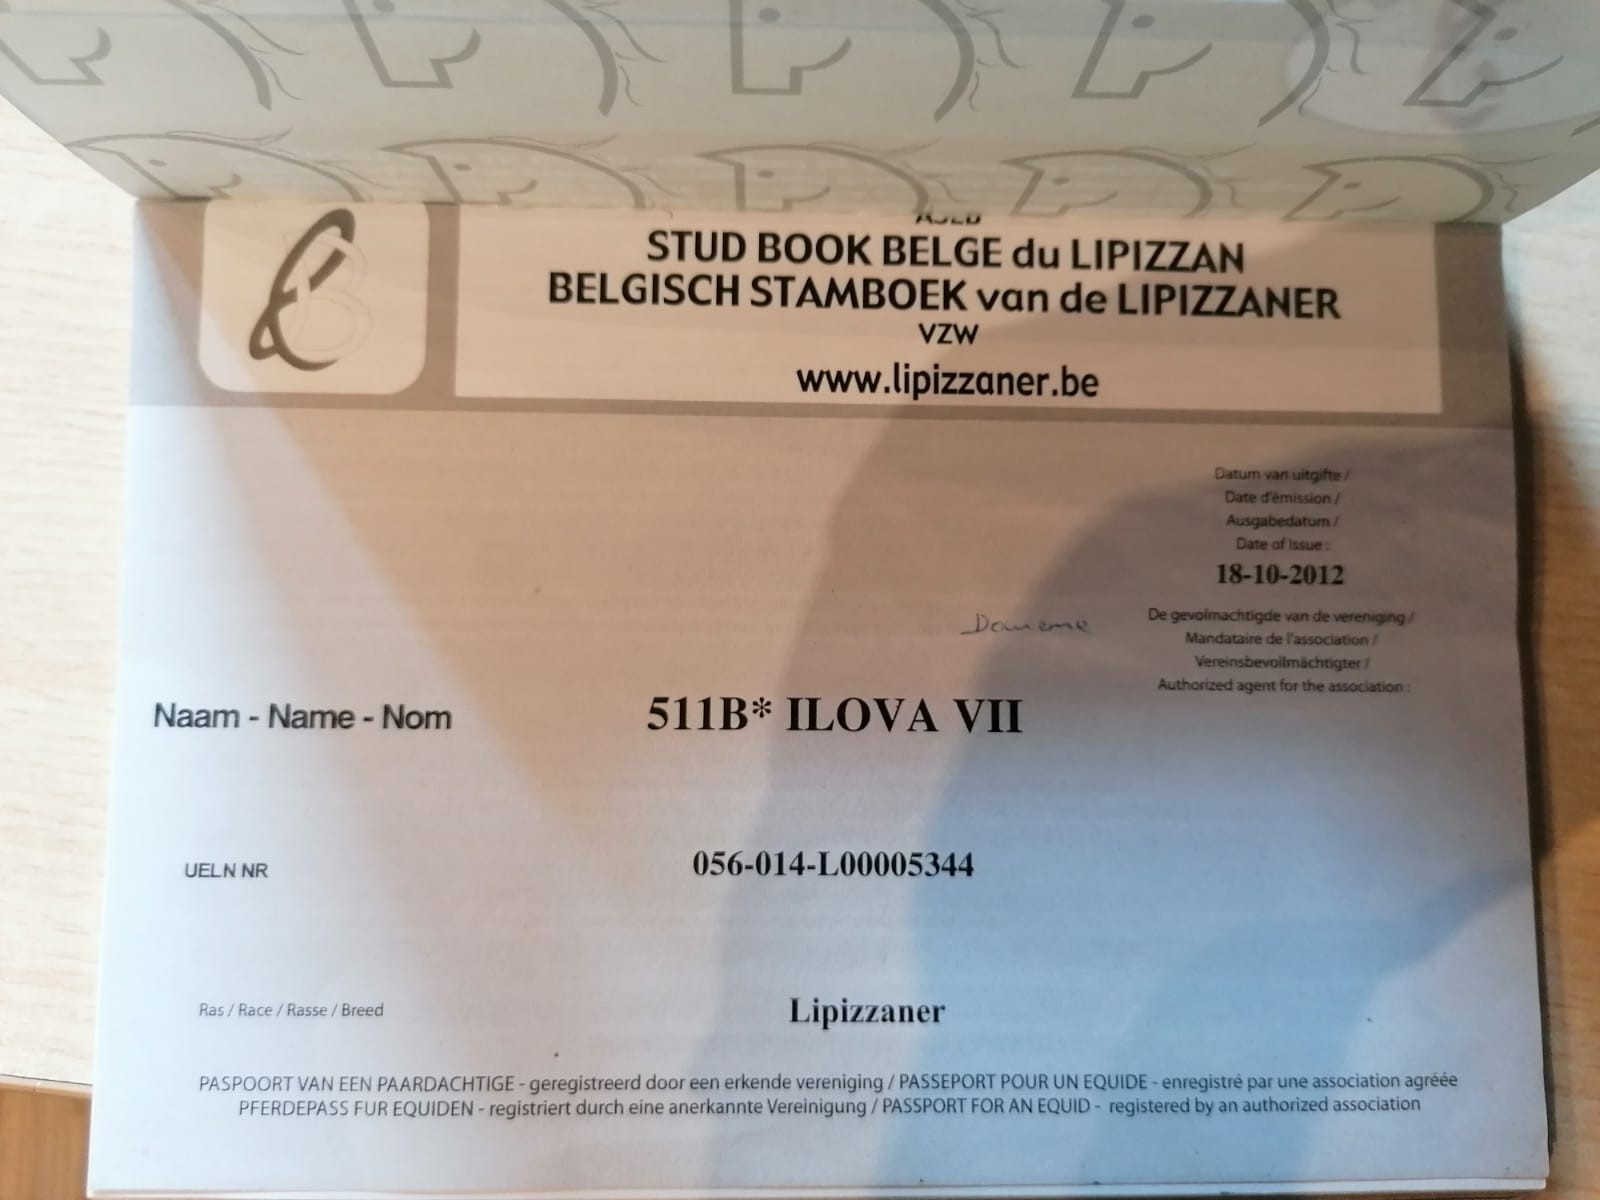 STUD BOOK BELGE du LIPIZZAN
BELGISCH STAMBOEK van de LIPIZZANER
VZW
www.lipizzaner.be
Datum van uitgifte /
Date d'émission /
Ausgabedatum /
Date of Issue :
18-10-2012
De gevolmachtigde van de vereniging /
Mandataire de l'association /
Vereinsbevollmächtigter /
Authorized agent for the association :
Naam - Name - Nom
511B* ILOVA VII
UELN NR
056-014-L00005344
Ras / Race / Rasse / Breed
Lipizzaner
PASPOORT VAN EEN PAARDACHTIGE - geregistreerd door een erkende vereniging / PASSEPORT POUR UN EQUIDE - enregistré par une association agréée
PFERDEPASS FUR EQUIDEN - registriert durch eine anerkannte Vereinigung / PASSPORT FOR AN EQUID - registered by an authorized association